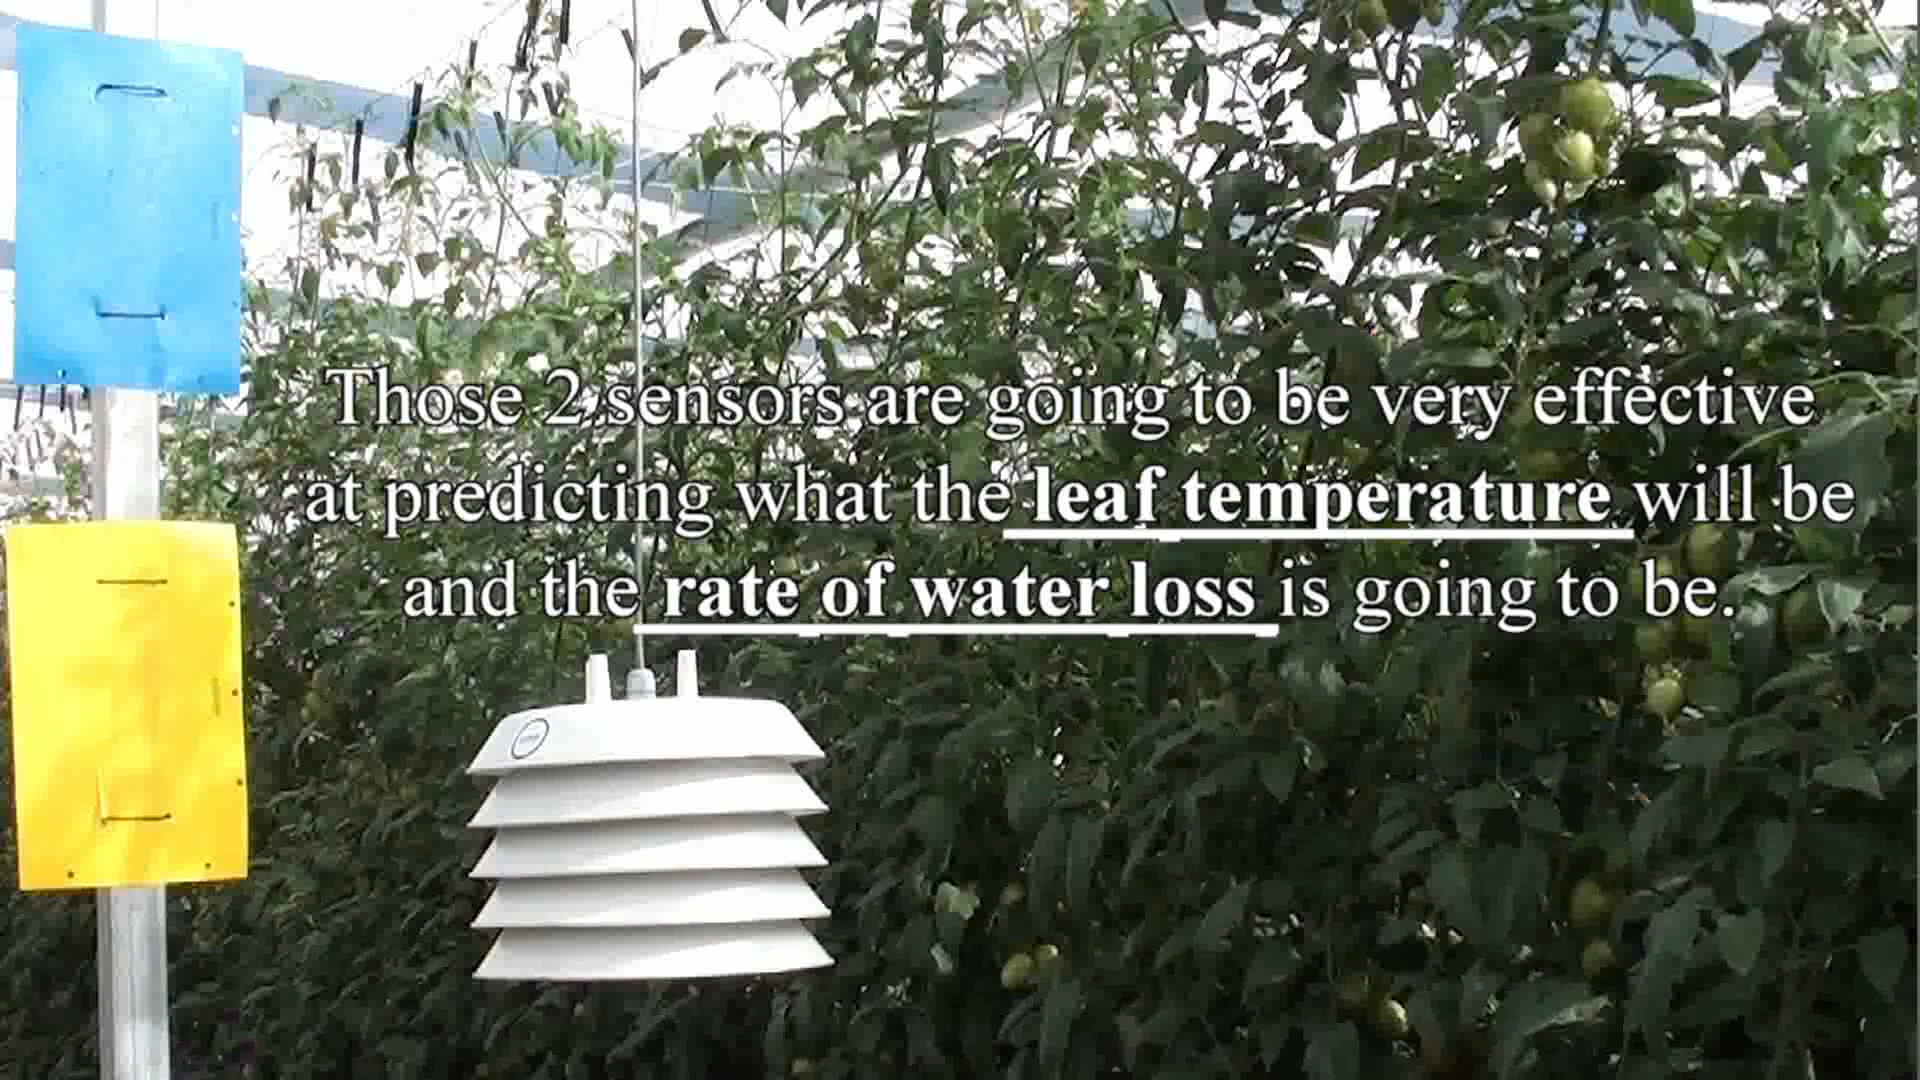 Those 2 sensors are going to be very effective
at predicting what the leaf temperature will be
and the rate of water loss is going to be.